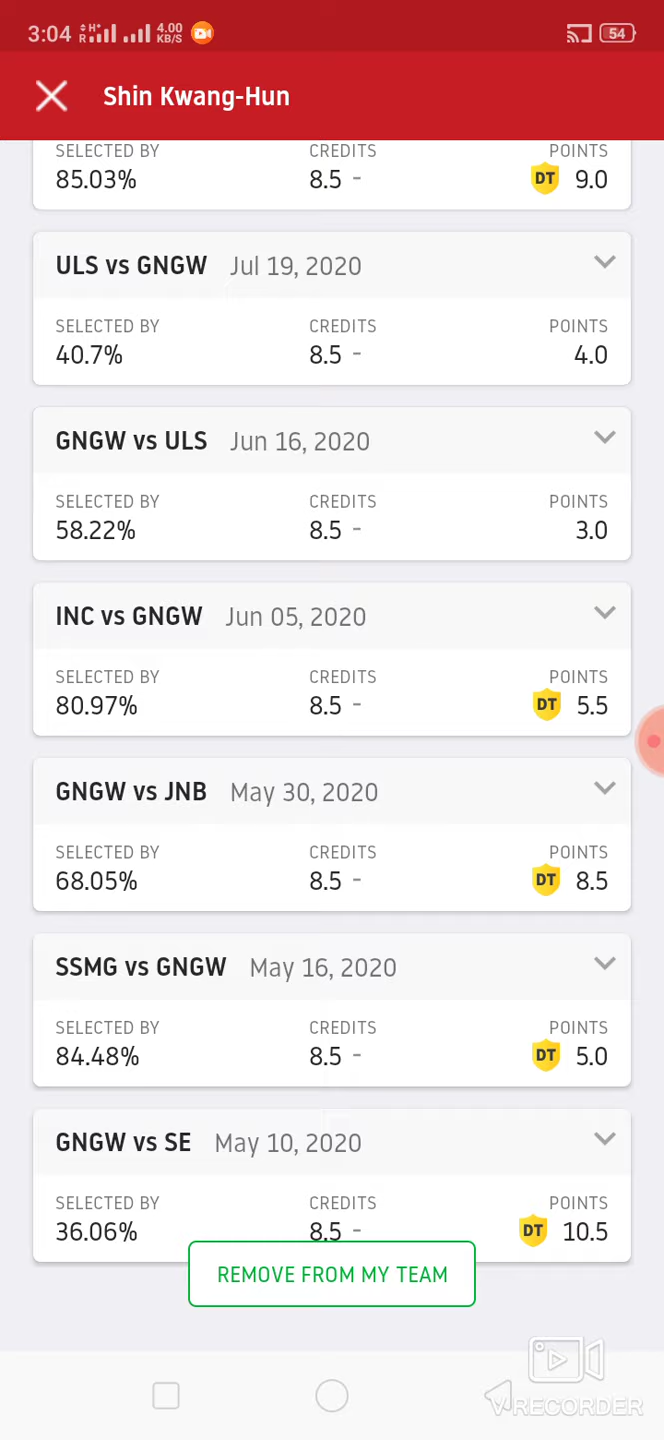 3:04 H R 4.00 KB/S 54
Shin Kwang-Hun
SELECTED BY CREDITS POINTS
85.03% 8.5 - DT 9.0
ULS vs GNGW Jul 19, 2020
SELECTED BY CREDITS POINTS
40.7% 8.5 - 4.0
GNGW vs ULS Jun 16, 2020
SELECTED BY CREDITS POINTS
58.22% 8.5 - 3.0
INC vs GNGW Jun 05, 2020
SELECTED BY CREDITS POINTS
80.97% 8.5 - DT 5.5
GNGW vs JNB May 30, 2020
SELECTED BY CREDITS POINTS
68.05% 8.5 - DT 8.5
SSMG vs GNGW May 16, 2020
SELECTED BY CREDITS POINTS
84.48% 8.5 - DT 5.0
GNGW vs SE May 10, 2020
SELECTED BY CREDITS POINTS
36.06% 8.5 - DT 10.5
REMOVE FROM MY TEAM
VRECORDER